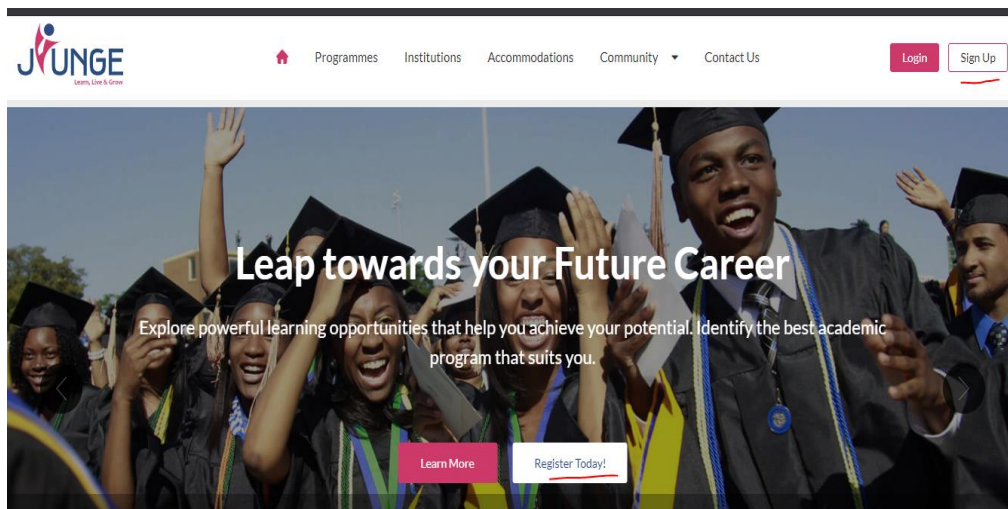 JIUNGE
Learn, Live & Grow
Programmes
Institutions
Accommodations
Community
Contact Us
Login
Sign Up
Leap towards your Future Career
Explore powerful learning opportunities that help you achieve your potential. Identify the best academic
program that suits you.
Learn More
Register Today!